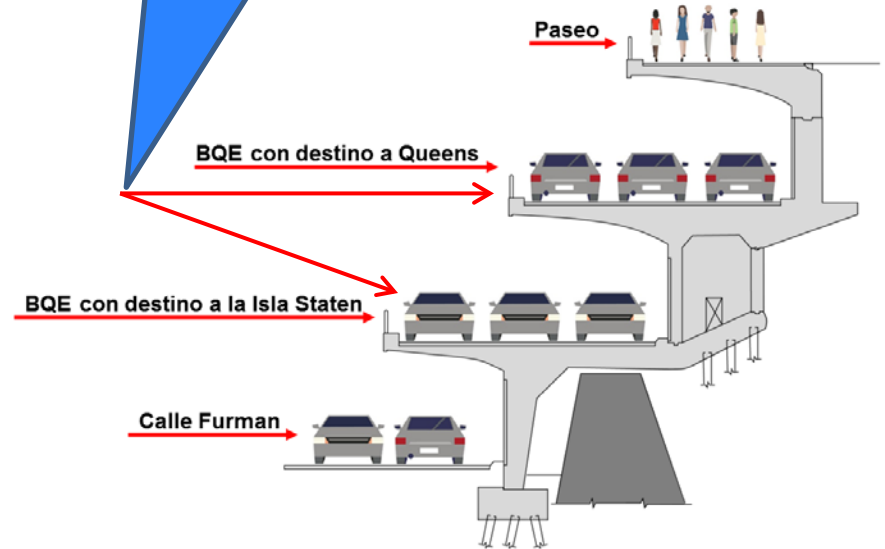 Paseo
BQE con destino a Queens
BQE con destino a la Isla Staten
Calle Furman